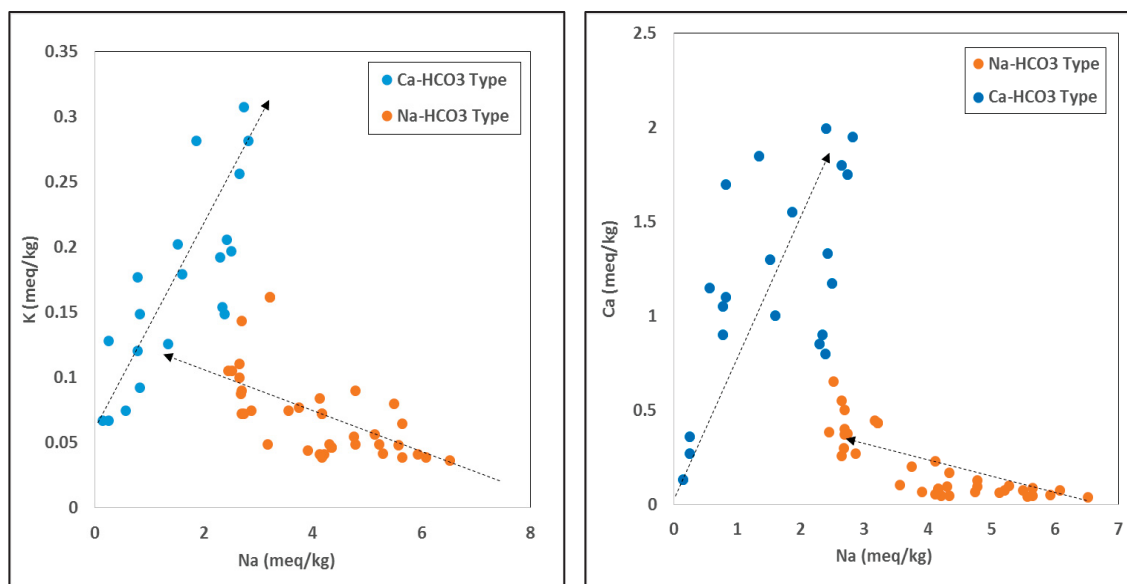 0.35
0.3
0.25
0.2
0.15
0.1
0.05
0
K (meq/kg)
0 2 4 6 8
Na (meq/kg)
Ca-HCO3 Type
Na-HCO3 Type
2.5
2
1.5
1
0.5
0
Ca (meq/kg)
0 1 2 3 4 5 6 7
Na (meq/kg)
Na-HCO3 Type
Ca-HCO3 Type